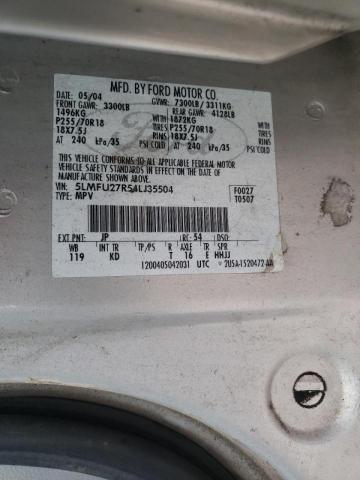 MFD. BY FORD MOTOR CO.
DATE: 05/04 GVWR: 7300LB/3311KG
FRONT GAWR: 3300LB REAR GAWR: 4128LB
1496KG 1872KG
P255/70R18 TIRES P255/70R18 TIRES
18X7.5J RIMS 18X7.5J RIMS
AT 240 kPa/35 PSI COLD AT 240 kPa/35 PSI COLD
THIS VEHICLE CONFORMS TO ALL APPLICABLE FEDERAL MOTOR
VEHICLE SAFETY STANDARDS IN EFFECT ON THE DATE OF
MANUFACTURE SHOWN ABOVE.
VIN: 5LMFU27R54LJ35504 F0027
TYPE: MPV T0507
EXT PNT: JP RC: 54 DSO:
WB INT TR TP/PS R AXLE TR SPR
119 KD T 16 E HHJJ
1200405042031 UTC 2U5A-1520472-AA